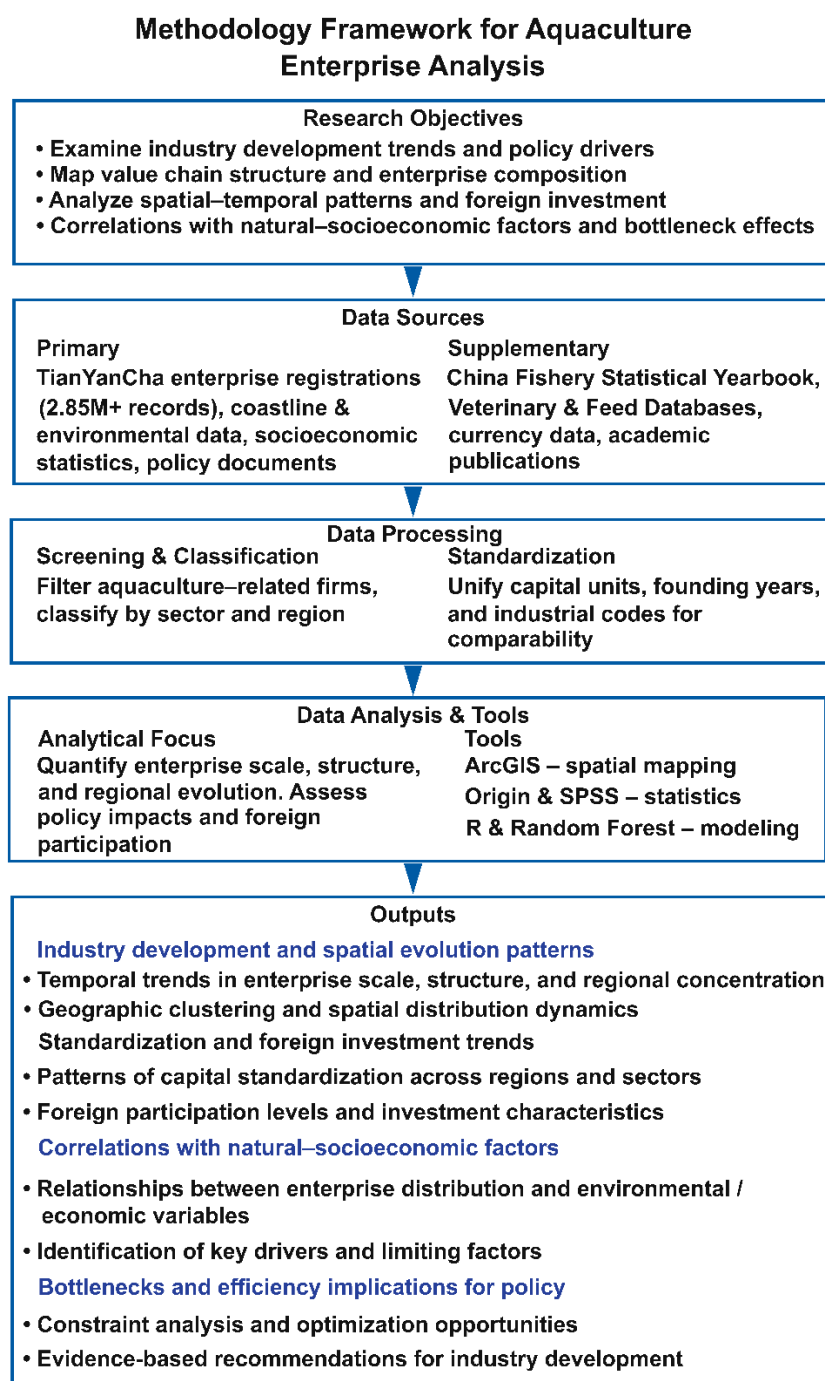 Methodology Framework for Aquaculture
Enterprise Analysis
Research Objectives
• Examine industry development trends and policy drivers
• Map value chain structure and enterprise composition
• Analyze spatial–temporal patterns and foreign investment
• Correlations with natural–socioeconomic factors and bottleneck effects
Data Sources
Primary
TianYanCha enterprise registrations
(2.85M+ records), coastline &
environmental data, socioeconomic
statistics, policy documents
Supplementary
China Fishery Statistical Yearbook,
Veterinary & Feed Databases,
currency data, academic
publications
Data Processing
Screening & Classification
Filter aquaculture–related firms,
classify by sector and region
Standardization
Unify capital units, founding years,
and industrial codes for
comparability
Data Analysis & Tools
Analytical Focus
Quantify enterprise scale, structure,
and regional evolution. Assess
policy impacts and foreign
participation
Tools
ArcGIS – spatial mapping
Origin & SPSS – statistics
R & Random Forest – modeling
Outputs
Industry development and spatial evolution patterns
• Temporal trends in enterprise scale, structure, and regional concentration
• Geographic clustering and spatial distribution dynamics
Standardization and foreign investment trends
• Patterns of capital standardization across regions and sectors
• Foreign participation levels and investment characteristics
Correlations with natural–socioeconomic factors
• Relationships between enterprise distribution and environmental /
economic variables
• Identification of key drivers and limiting factors
Bottlenecks and efficiency implications for policy
• Constraint analysis and optimization opportunities
• Evidence-based recommendations for industry development